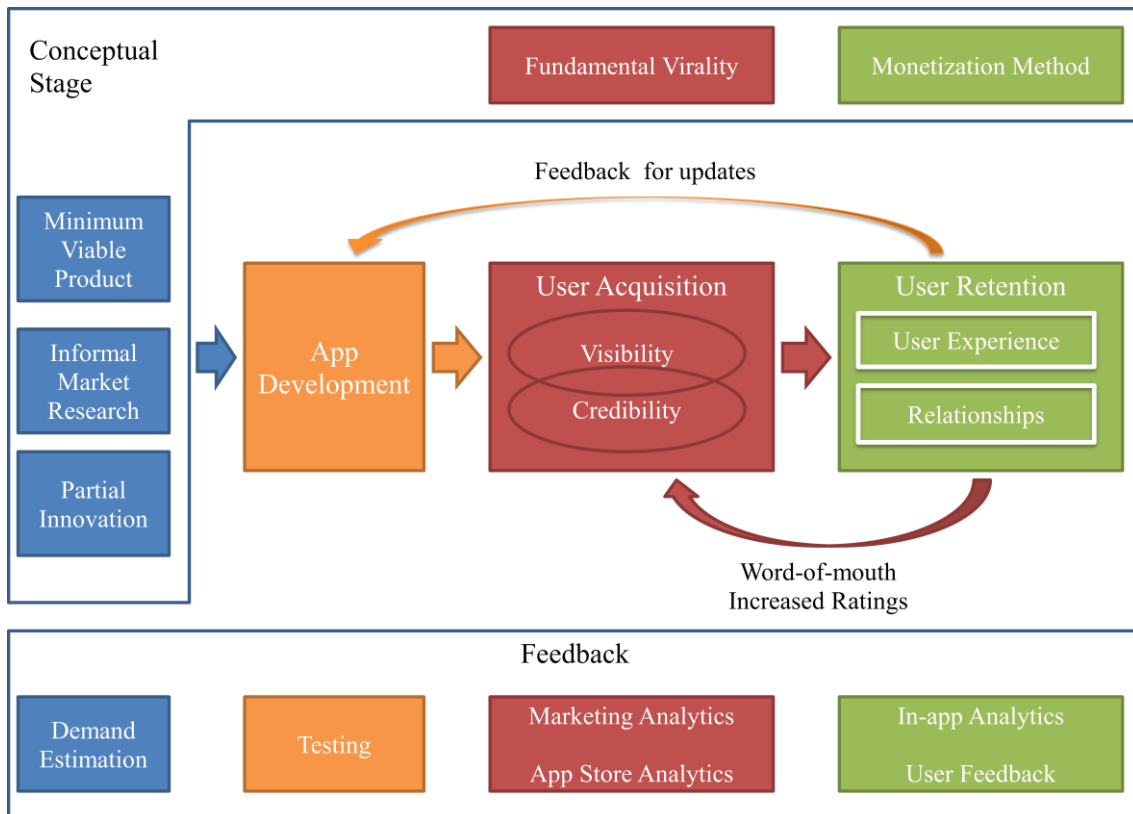 Conceptual
Stage
Fundamental Virality
Monetization Method
Feedback for updates
Minimum
Viable
Product
Informal
Market
Research
Partial
Innovation
App
Development
User Acquisition
Visibility
Credibility
User Retention
User Experience
Relationships
Word-of-mouth
Increased Ratings
Feedback
Demand
Estimation
Testing
Marketing Analytics
App Store Analytics
In-app Analytics
User Feedback